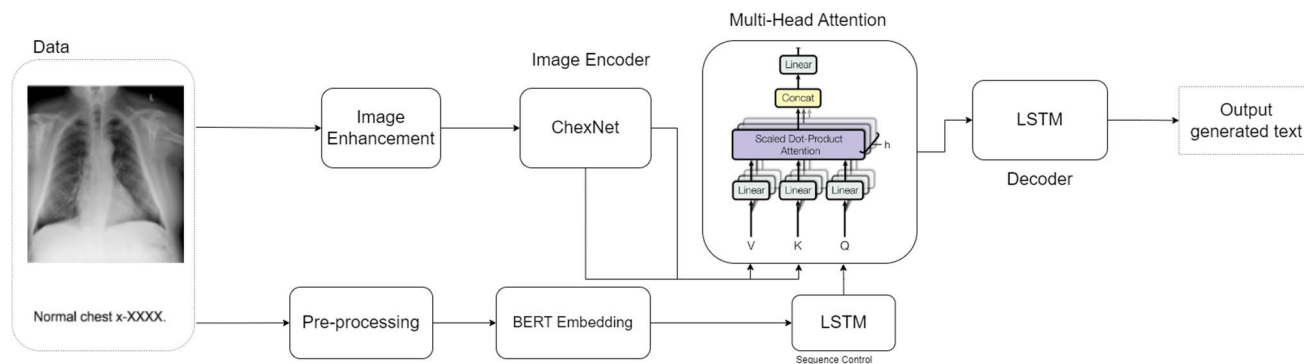 Multi-Head Attention
Data
Image Encoder
L
Image
Enhancement
ChexNet
Linear
Concat
Scaled Dot-Product
Attention
h
Linear
Linear
Linear
V
K
Q
LSTM
Decoder
Output
generated text
Normal chest x-XXXX.
Pre-processing
BERT Embedding
LSTM
Sequence Control